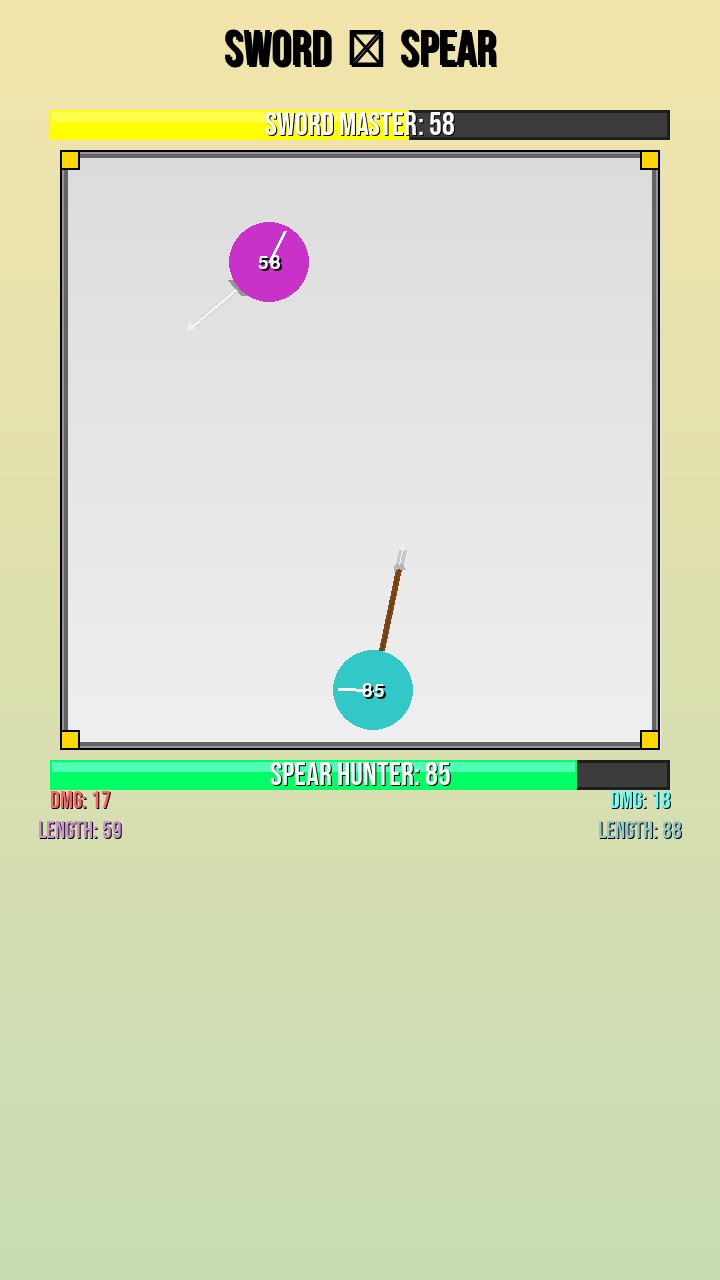 SWORD SPEAR
SWORD MASTER: 58
58
85
SPEAR HUNTER: 85
DMG: 17 DMG: 18
LENGTH: 59 LENGTH: 88